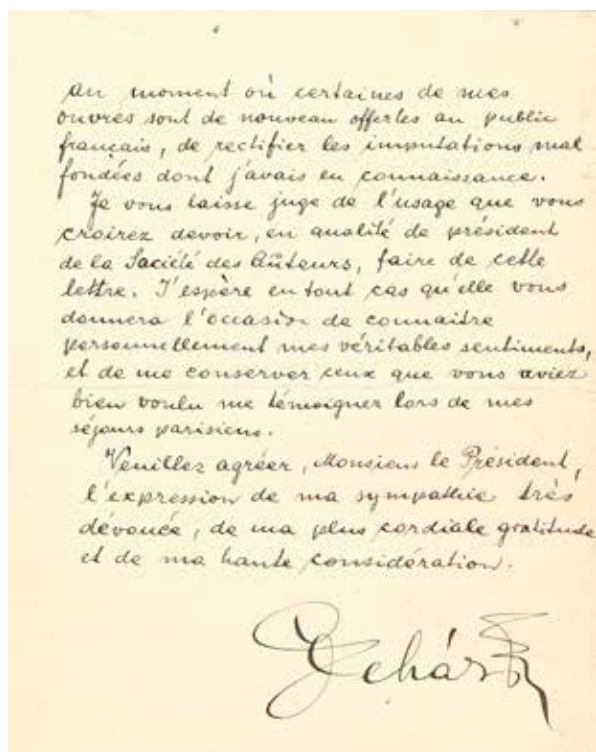 au moment où certaines de mes
ouvres sont de nouveau offertes au public
français, de rectifier les imputations mal
fondées dont j'avais eu connaissance.
Je vous laisse juge de l'usage que vous
croirez devoir, en qualité de président
de la Société des Auteurs, faire de cette
lettre. J'espère en tout cas qu'elle vous
donnera l'occasion de connaître
personnellement mes véritables sentiments,
et de me conserver ceux que vous aviez
bien voulu me témoigner lors de mes
séjours parisiens.
Veuillez agréer, Monsieur le Président,
l'expression de ma sympathie très
dévouée, de ma plus cordiale gratitude
et de ma haute considération.
Lehár